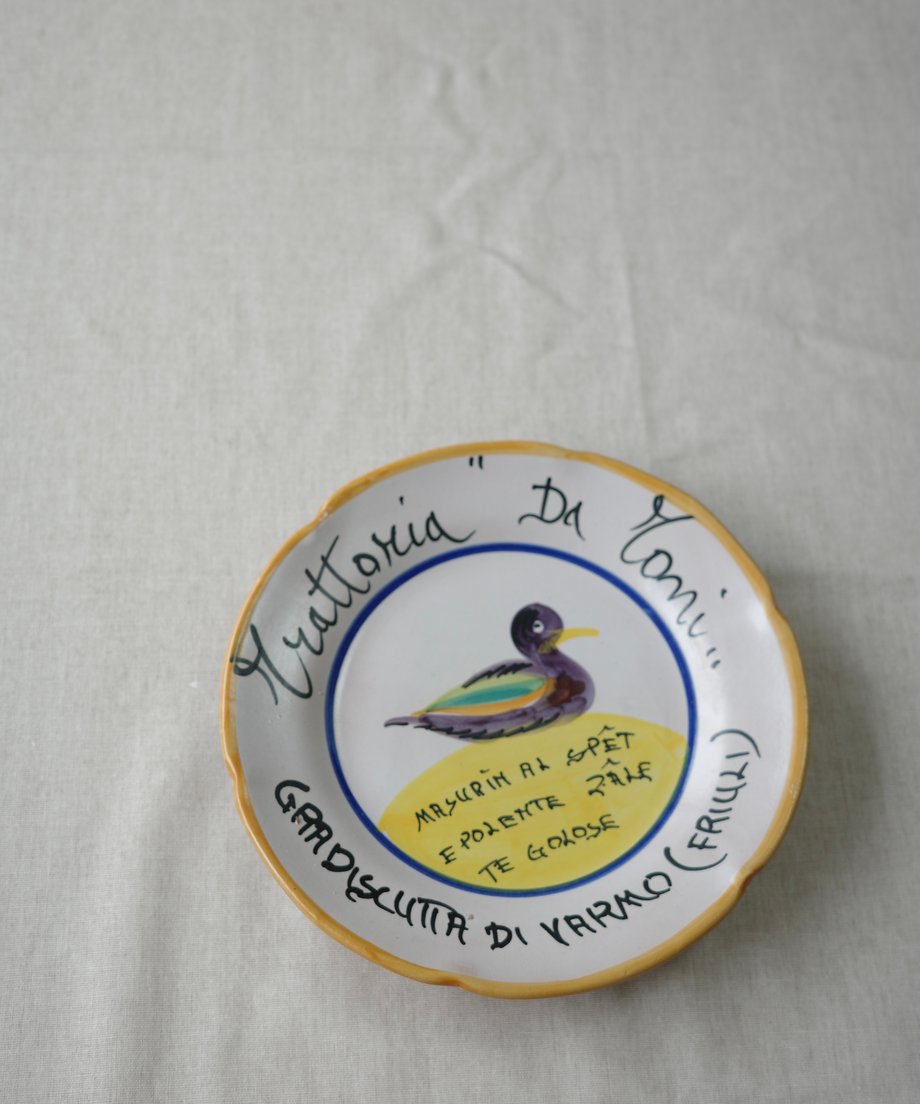 Trattoria " Da Toni "
MASURÌN AL SPÊT
E POLENTE ZÂLE
TE GOLOSE
GRADISCUTTA DI VARMO (FRIULI)